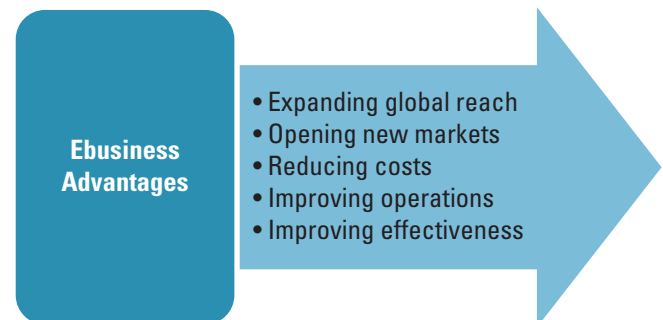 Ebusiness
Advantages
• Expanding global reach
• Opening new markets
• Reducing costs
• Improving operations
• Improving effectiveness